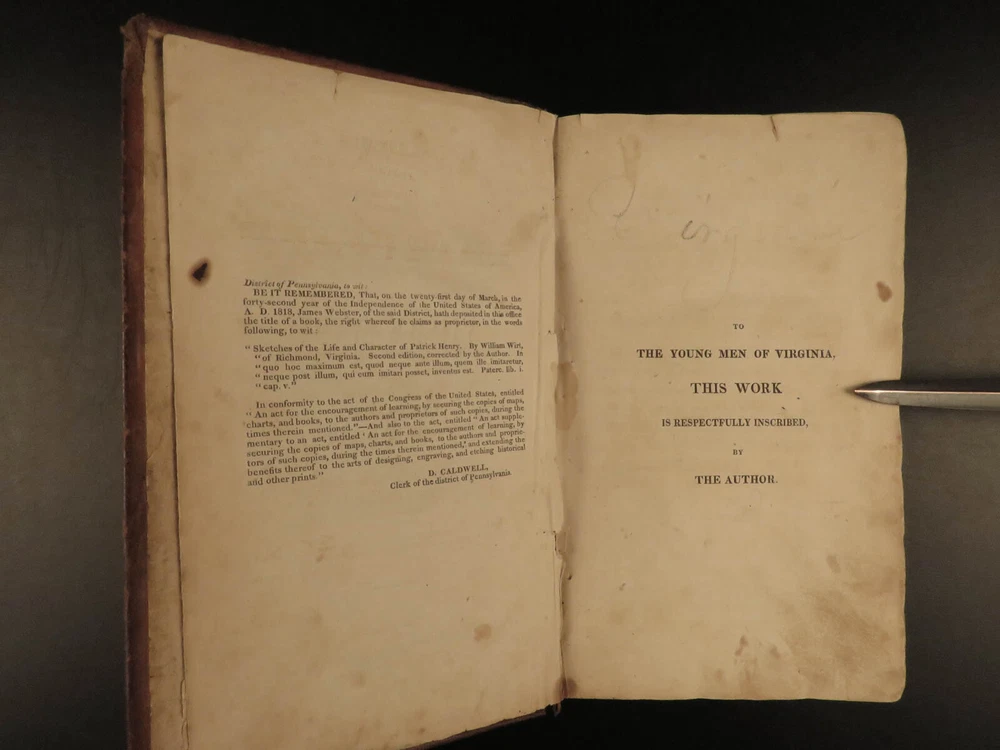 District of Pennsylvania, to wit:
BE IT REMEMBERED, That, on the twenty-first day of March, in the
forty-second year of the Independence of the United States of America,
A. D. 1818, James Webster, of the said District, hath deposited in this office
the title of a book, the right whereof he claims as proprietor, in the words
following, to wit:
" Sketches of the Life and Character of Patrick Henry. By William Wirt,
" of Richmond, Virginia. Second edition, corrected by the Author. In
" quo hoc maximum est, quod neque ante illum, quem ille imitaretur,
" neque post illum, qui eum imitari posset, inventus est. Paterc. lib. i.
" cap. v."
In conformity to the act of the Congress of the United States, entitled
" An act for the encouragement of learning, by securing the copies of maps,
charts, and books, to the authors and proprietors of such copies, during the
times therein mentioned."—And also to the act, entitled " An act supple-
mentary to an act, entitled ' An act for the encouragement of learning, by
securing the copies of maps, charts, and books, to the authors and proprie-
tors of such copies, during the times therein mentioned,' and extending the
benefits thereof to the arts of designing, engraving, and etching historical
and other prints."
D. CALDWELL,
Clerk of the district of Pennsylvania.
TO
THE YOUNG MEN OF VIRGINIA,
THIS WORK
IS RESPECTFULLY INSCRIBED,
BY
THE AUTHOR.